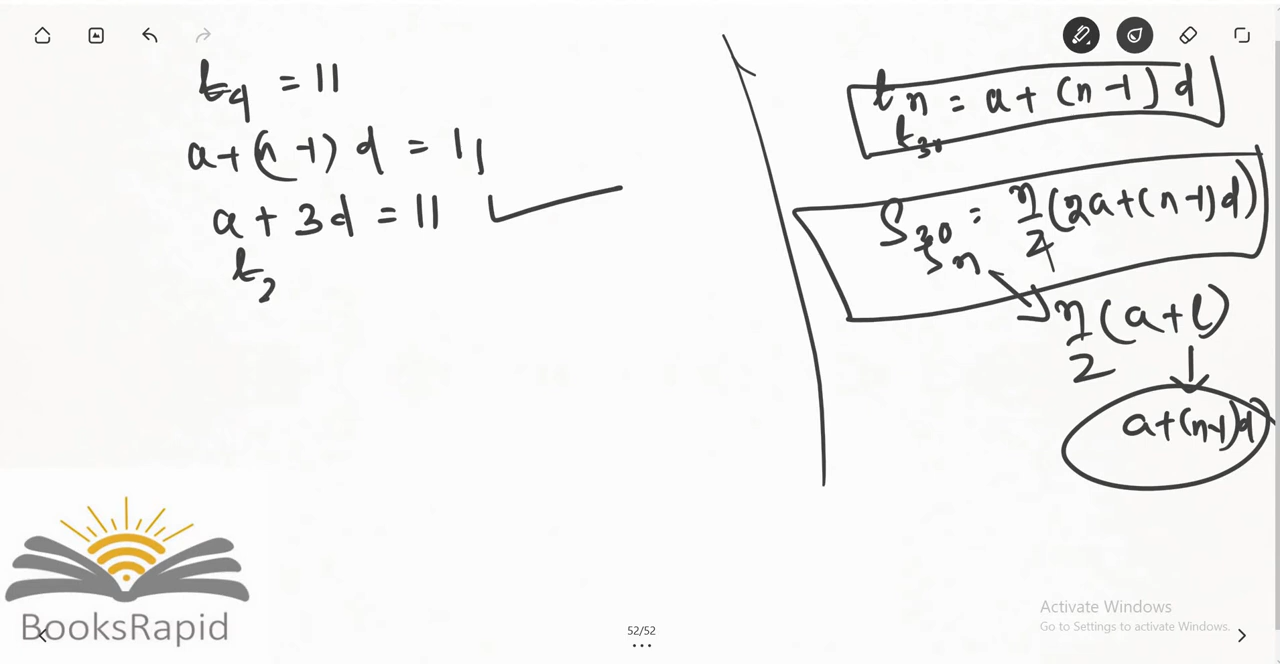 t₄ = 11
a+(n-1) d = 11
a + 3d = 11
t₂
tn = a+ (n-1) d
t₃₀
S₃₀ = n/2 (2a+(n-1)d)
Sn
n/2 (a+l)
a+(n-1)d
BooksRapid
52/52
Activate Windows
Go to Settings to activate Windows.